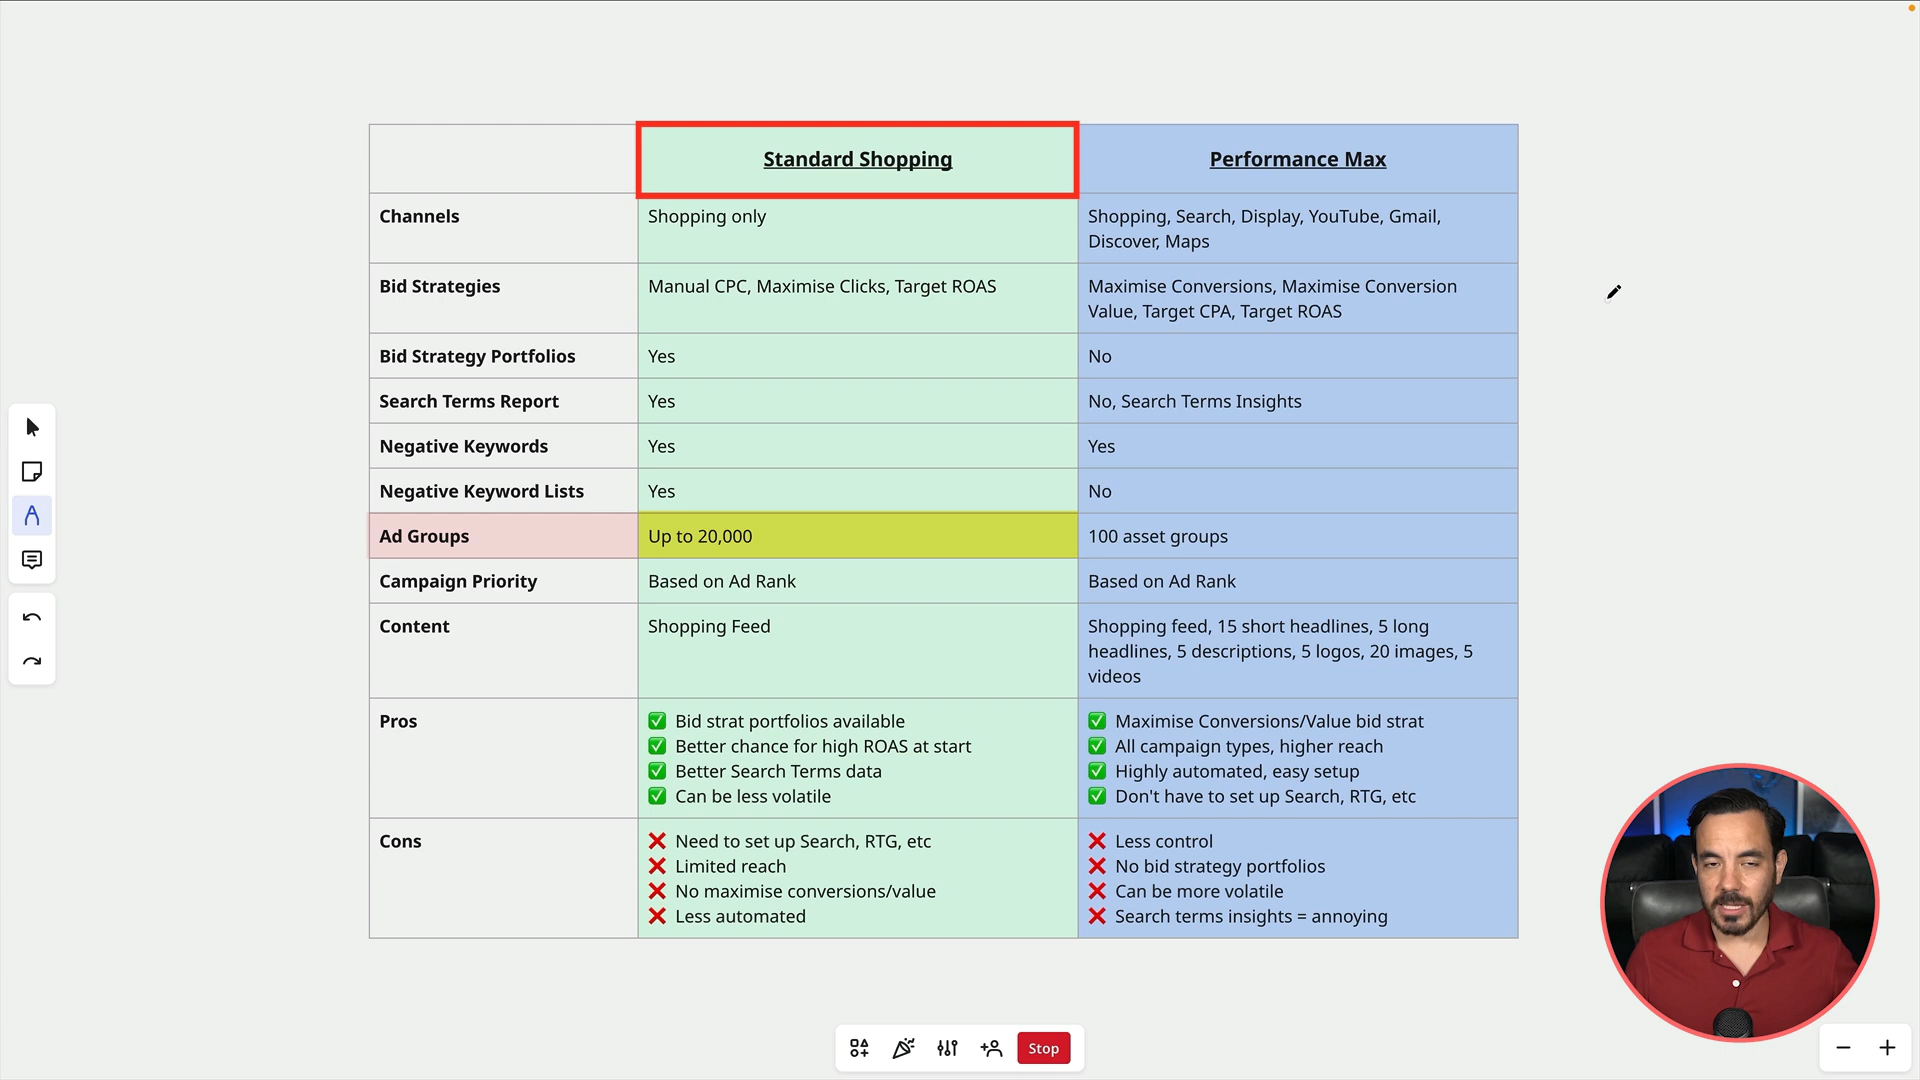 Standard Shopping
Performance Max
Channels
Shopping only
Shopping, Search, Display, YouTube, Gmail,
Discover, Maps
Bid Strategies
Manual CPC, Maximise Clicks, Target ROAS
Maximise Conversions, Maximise Conversion
Value, Target CPA, Target ROAS
Bid Strategy Portfolios
Yes
No
Search Terms Report
Yes
No, Search Terms Insights
Negative Keywords
Yes
Yes
Negative Keyword Lists
Yes
No
Ad Groups
Up to 20,000
100 asset groups
Campaign Priority
Based on Ad Rank
Based on Ad Rank
Content
Shopping Feed
Shopping feed, 15 short headlines, 5 long
headlines, 5 descriptions, 5 logos, 20 images, 5
videos
Pros
✅ Bid strat portfolios available
✅ Better chance for high ROAS at start
✅ Better Search Terms data
✅ Can be less volatile
✅ Maximise Conversions/Value bid strat
✅ All campaign types, higher reach
✅ Highly automated, easy setup
✅ Don't have to set up Search, RTG, etc
Cons
❌ Need to set up Search, RTG, etc
❌ Limited reach
❌ No maximise conversions/value
❌ Less automated
❌ Less control
❌ No bid strategy portfolios
❌ Can be more volatile
❌ Search terms insights = annoying
Stop